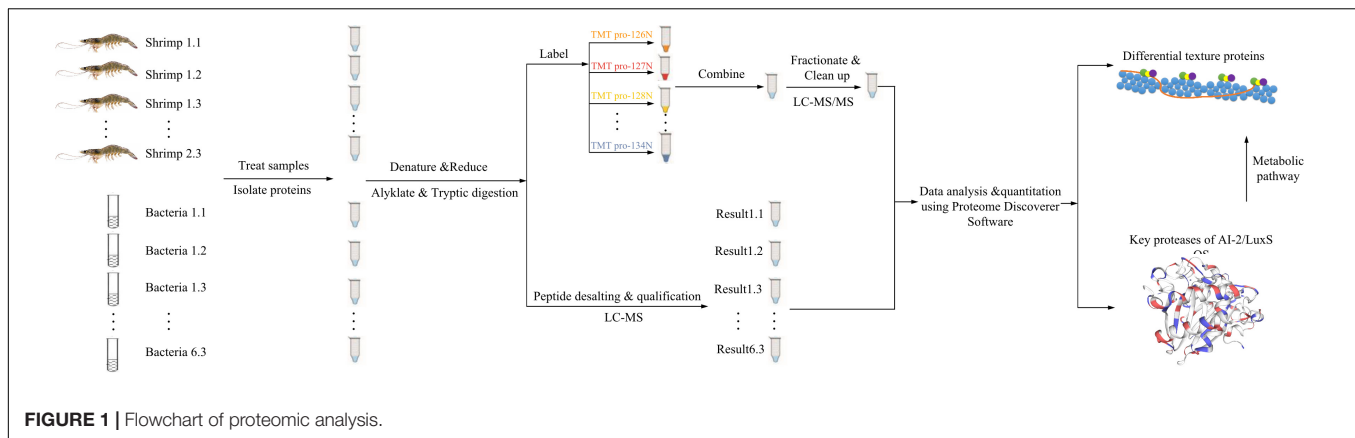 Shrimp 1.1
Shrimp 1.2
Shrimp 1.3
Shrimp 2.3
Bacteria 1.1
Bacteria 1.2
Bacteria 1.3
Bacteria 6.3
Treat samples
Isolate proteins
Denature &Reduce
Alyklate & Tryptic digestion
Label
TMT pro-126N
TMT pro-127N
TMT pro-128N
TMT pro-134N
Combine
Fractionate &
Clean up
LC-MS/MS
Peptide desalting & qualification
LC-MS
Result1.1
Result1.2
Result1.3
Result6.3
Data analysis &quantitation
using Proteome Discoverer
Software
Differential texture proteins
Metabolic
pathway
Key proteases of AI-2/LuxS
QS
FIGURE 1 | Flowchart of proteomic analysis.